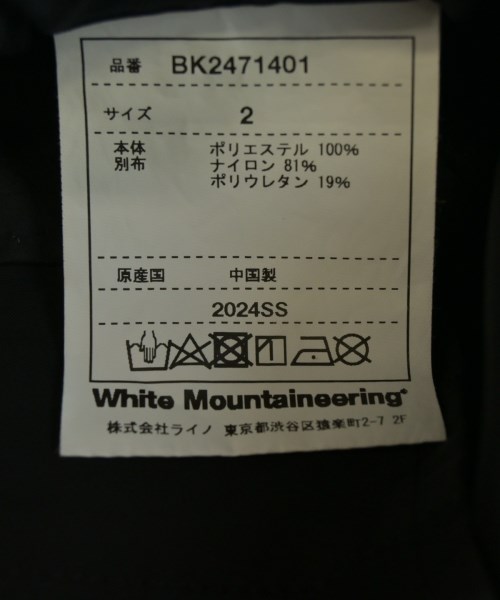 品番 BK2471401
サイズ 2
本体 ポリエステル 100%
別布 ナイロン 81%
ポリウレタン 19%
原産国 中国製
2024SS
White Mountaineering®
株式会社ライノ 東京都渋谷区猿楽町2-7 2F